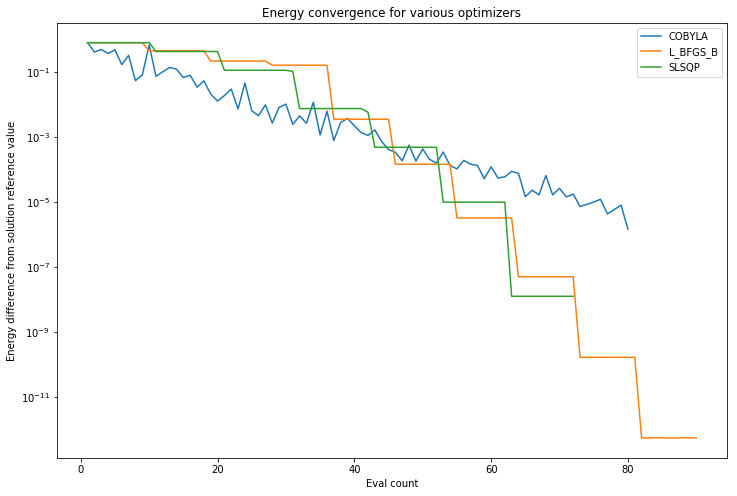 Energy convergence for various optimizers
COBYLA
L_BFGS_B
SLSQP
10⁻¹
10⁻³
10⁻⁵
10⁻⁷
10⁻⁹
10⁻¹¹
Energy difference from solution reference value
0 20 40 60 80
Eval count